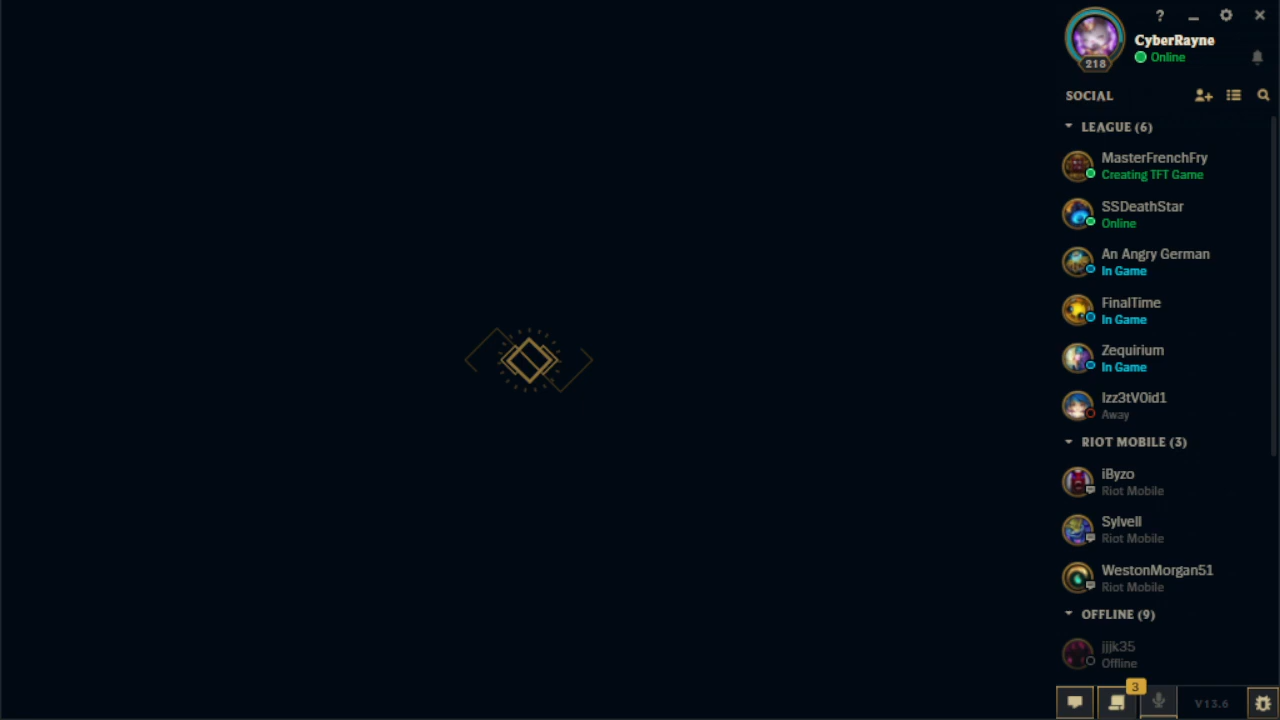 ?
CyberRayne
Online
218
SOCIAL
LEAGUE (6)
MasterFrenchFry
Creating TFT Game
SSDeathStar
Online
An Angry German
In Game
FinalTime
In Game
Zequirium
In Game
Izz3tV0id1
Away
RIOT MOBILE (3)
iByzo
Riot Mobile
Sylvell
Riot Mobile
WestonMorgan51
Riot Mobile
OFFLINE (9)
jjjk35
Offline
3
V13.6